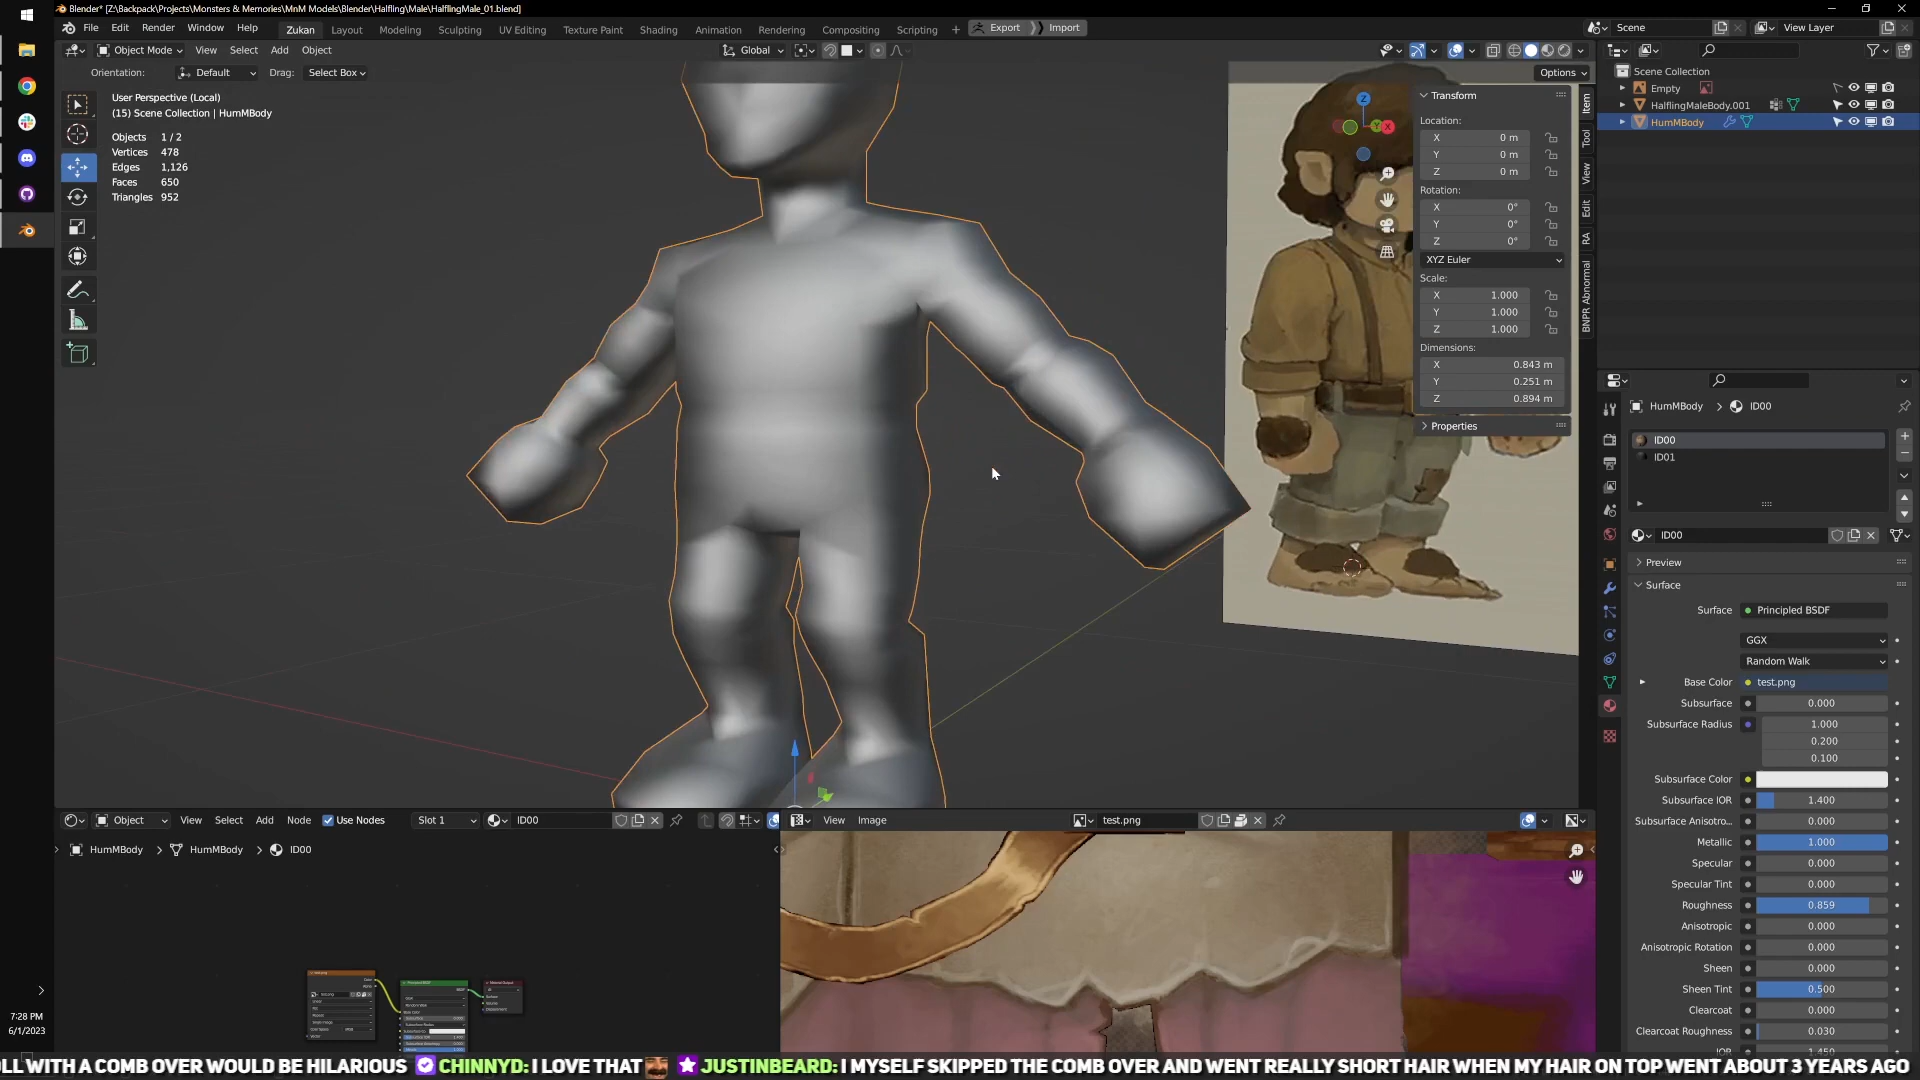 Blender* [Z:\Backpack\Projects\Monsters & Memories\MnM Models\Blender\Halfling\Male\HalflingMale_01.blend]
File Edit Render Window Help Zukan Layout Modeling Sculpting UV Editing Texture Paint Shading Animation Rendering Compositing Scripting + Export Import Scene View Layer
Object Mode View Select Add Object Global Options
Orientation: Default Drag: Select Box
User Perspective (Local)
(15) Scene Collection | HumMBody
Objects 1 / 2
Vertices 478
Edges 1,126
Faces 650
Triangles 952
Transform
Location:
X 0 m
Y 0 m
Z 0 m
Rotation:
X 0°
Y 0°
Z 0°
XYZ Euler
Scale:
X 1.000
Y 1.000
Z 1.000
Dimensions:
X 0.843 m
Y 0.251 m
Z 0.894 m
Properties
Item
Tool
View
Edit
RA
BNPR Abnormal
Z
Y
X
Scene Collection
Empty
HalflingMaleBody.001
HumMBody
HumMBody > ID00
ID00
ID01
ID00
Preview
Surface
Surface Principled BSDF
GGX
Random Walk
Base Color test.png
Subsurface 0.000
Subsurface Radius 1.000
0.200
0.100
Subsurface Color
Subsurface IOR 1.400
Subsurface Anisotro... 0.000
Metallic 1.000
Specular 0.000
Specular Tint 0.000
Roughness 0.859
Anisotropic 0.000
Anisotropic Rotation 0.000
Sheen 0.000
Sheen Tint 0.500
Clearcoat 0.000
Clearcoat Roughness 0.030
IOR 1.450
Object View Select Add Node Use Nodes Slot 1 ID00
HumMBody > HumMBody > ID00
View Image test.png
7:28 PM
6/1/2023
OLL WITH A COMB OVER WOULD BE HILARIOUS CHINNYD: I LOVE THAT JUSTINBEARD: I MYSELF SKIPPED THE COMB OVER AND WENT REALLY SHORT HAIR WHEN MY HAIR ON TOP WENT ABOUT 3 YEARS AGO